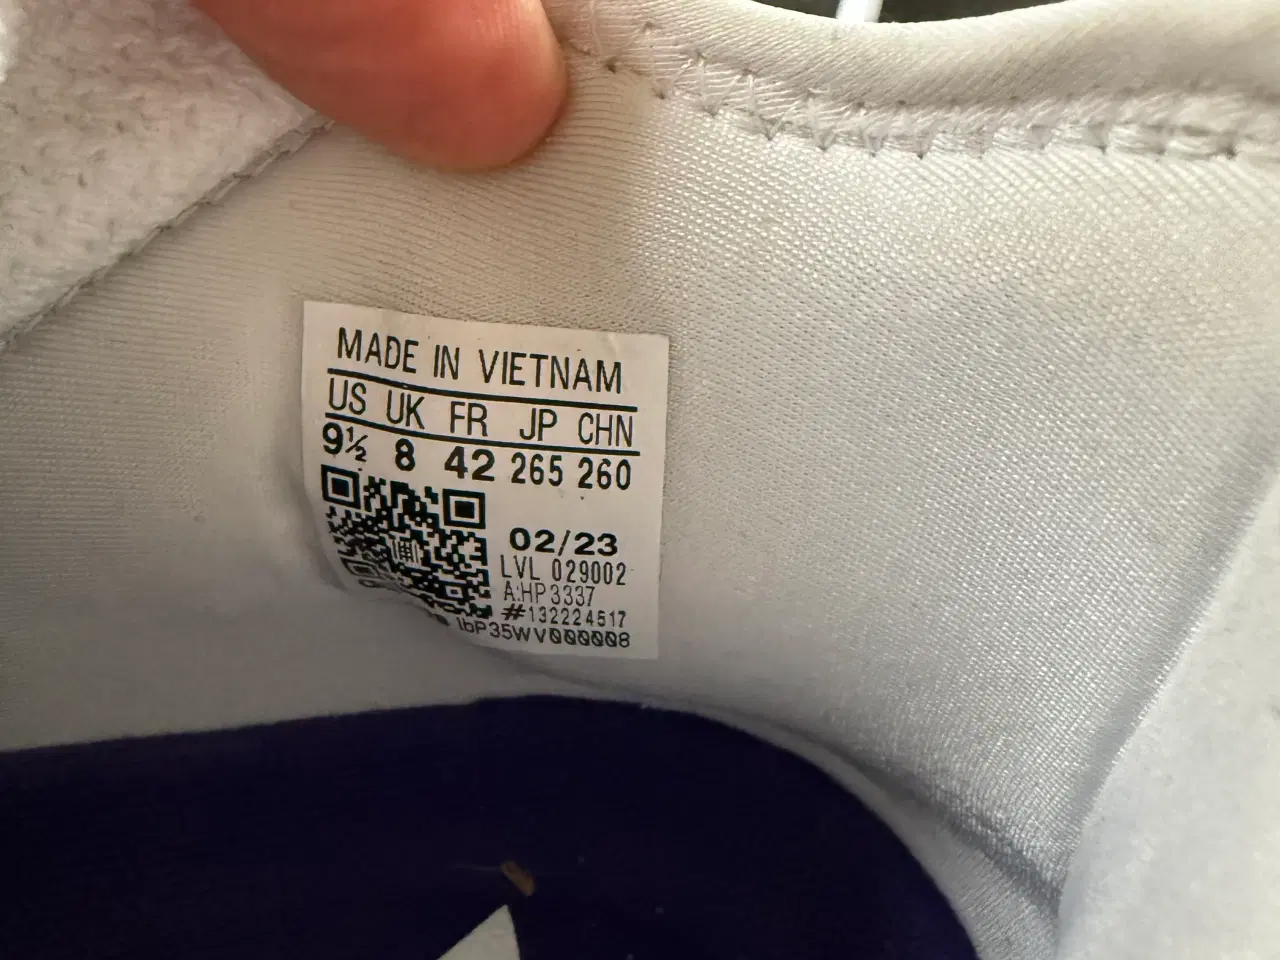 MADE IN VIETNAM
US UK FR JP CHN
9½ 8 42 265 260
02/23
LVL 029002
A:HP3337
#132224517
16P35WV000008